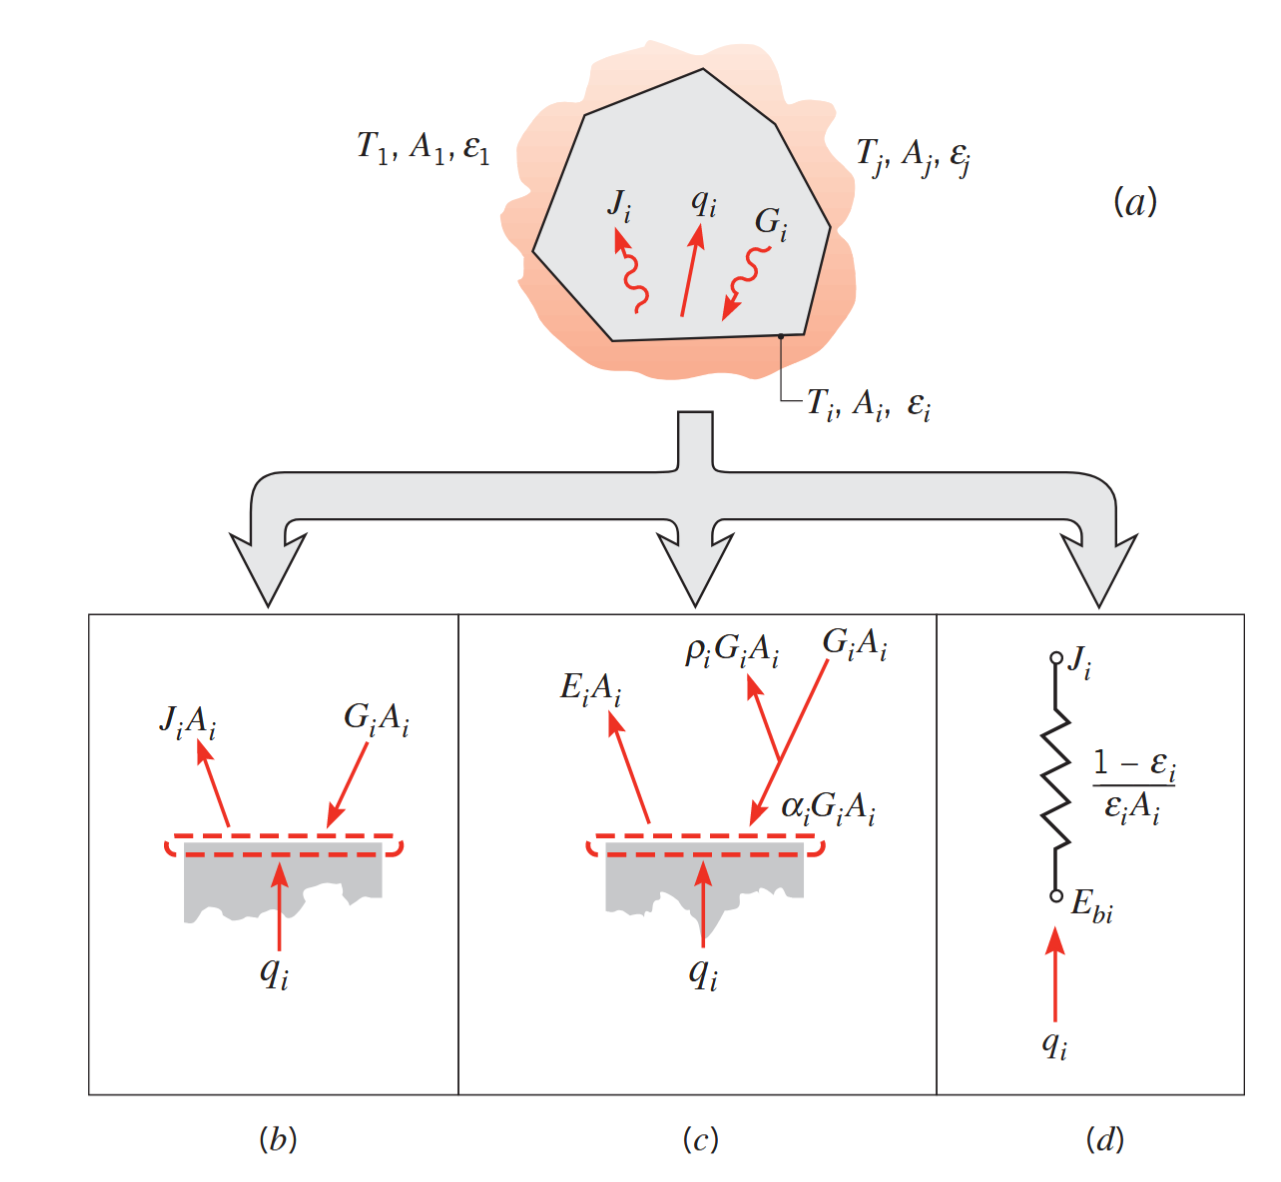 T₁, A₁, ε₁
Tⱼ, Aⱼ, εⱼ
(a)
Jᵢ
qᵢ
Gᵢ
Tᵢ, Aᵢ, εᵢ
JᵢAᵢ
GᵢAᵢ
qᵢ
(b)
EᵢAᵢ
ρᵢGᵢAᵢ
GᵢAᵢ
αᵢGᵢAᵢ
qᵢ
(c)
Jᵢ
1 − εᵢ
εᵢAᵢ
E_bi
qᵢ
(d)